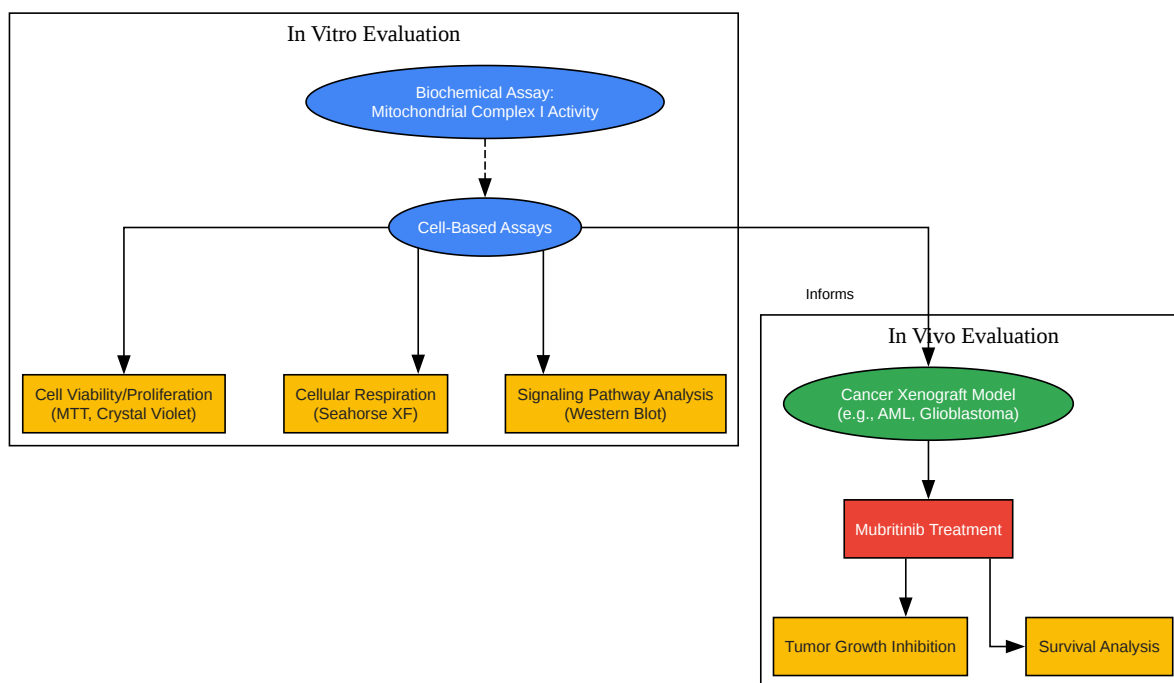 In Vitro Evaluation
Biochemical Assay:
Mitochondrial Complex I Activity
Cell-Based Assays
Informs
In Vivo Evaluation
Cell Viability/Proliferation
(MTT, Crystal Violet)
Cellular Respiration
(Seahorse XF)
Signaling Pathway Analysis
(Western Blot)
Cancer Xenograft Model
(e.g., AML, Glioblastoma)
Mubritinib Treatment
Tumor Growth Inhibition
Survival Analysis